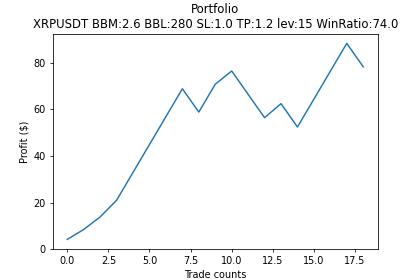 Portfolio
XRPUSDT BBM:2.6 BBL:280 SL:1.0 TP:1.2 lev:15 WinRatio:74.0
80
60
40
20
0
Profit ($)
0.0 2.5 5.0 7.5 10.0 12.5 15.0 17.5
Trade counts